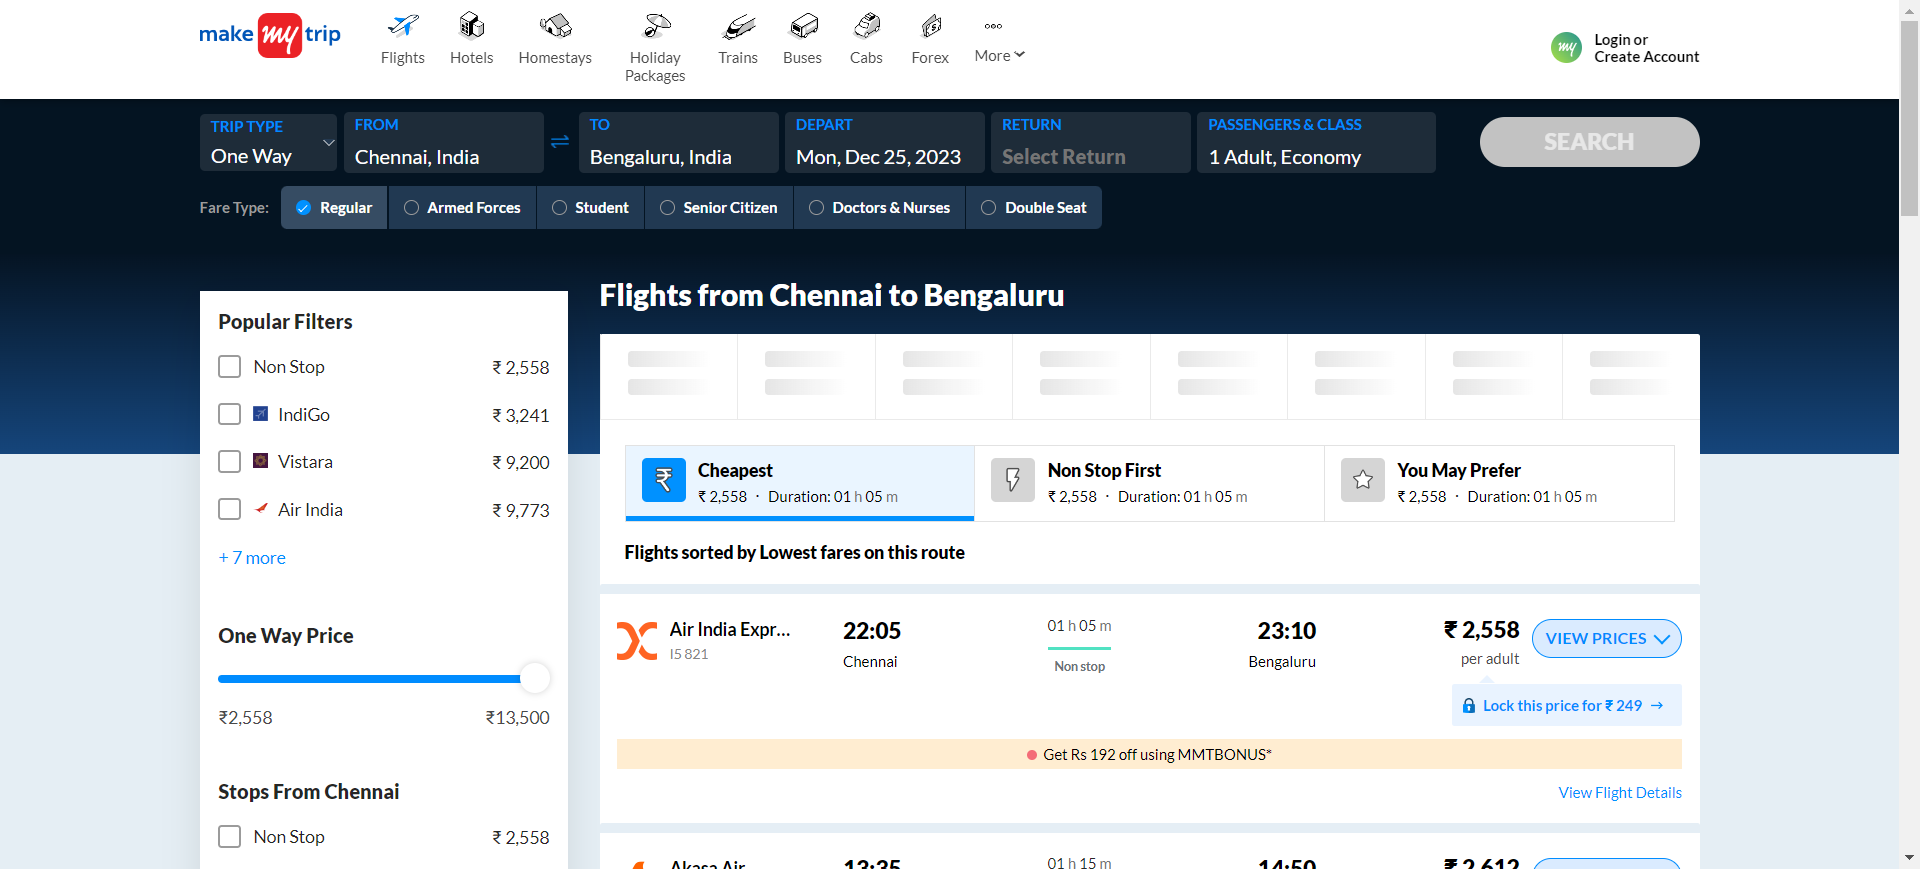 make my trip
Flights
Hotels
Homestays
Holiday
Packages
Trains
Buses
Cabs
Forex
More
my
Login or
Create Account
TRIP TYPE
One Way
FROM
Chennai, India
TO
Bengaluru, India
DEPART
Mon, Dec 25, 2023
RETURN
Select Return
PASSENGERS & CLASS
1 Adult, Economy
SEARCH
Fare Type:
Regular
Armed Forces
Student
Senior Citizen
Doctors & Nurses
Double Seat
Popular Filters
Non Stop ₹ 2,558
IndiGo ₹ 3,241
Vistara ₹ 9,200
Air India ₹ 9,773
+ 7 more
One Way Price
₹2,558 ₹13,500
Stops From Chennai
Non Stop ₹ 2,558
Flights from Chennai to Bengaluru
Cheapest
₹ 2,558 · Duration: 01 h 05 m
Non Stop First
₹ 2,558 · Duration: 01 h 05 m
You May Prefer
₹ 2,558 · Duration: 01 h 05 m
Flights sorted by Lowest fares on this route
Air India Expr...
I5 821
22:05
Chennai
01 h 05 m
Non stop
23:10
Bengaluru
₹ 2,558
per adult
VIEW PRICES
Lock this price for ₹ 249 →
Get Rs 192 off using MMTBONUS*
View Flight Details
Akasa Air
13:35
01 h 15 m
14:50
₹ 2,612